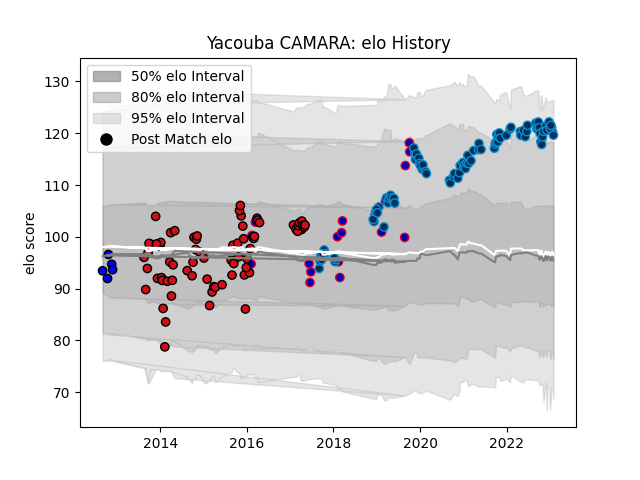 Yacouba CAMARA: elo History
50% elo Interval
80% elo Interval
95% elo Interval
Post Match elo
elo score
130
120
110
100
90
80
70
2014 2016 2018 2020 2022